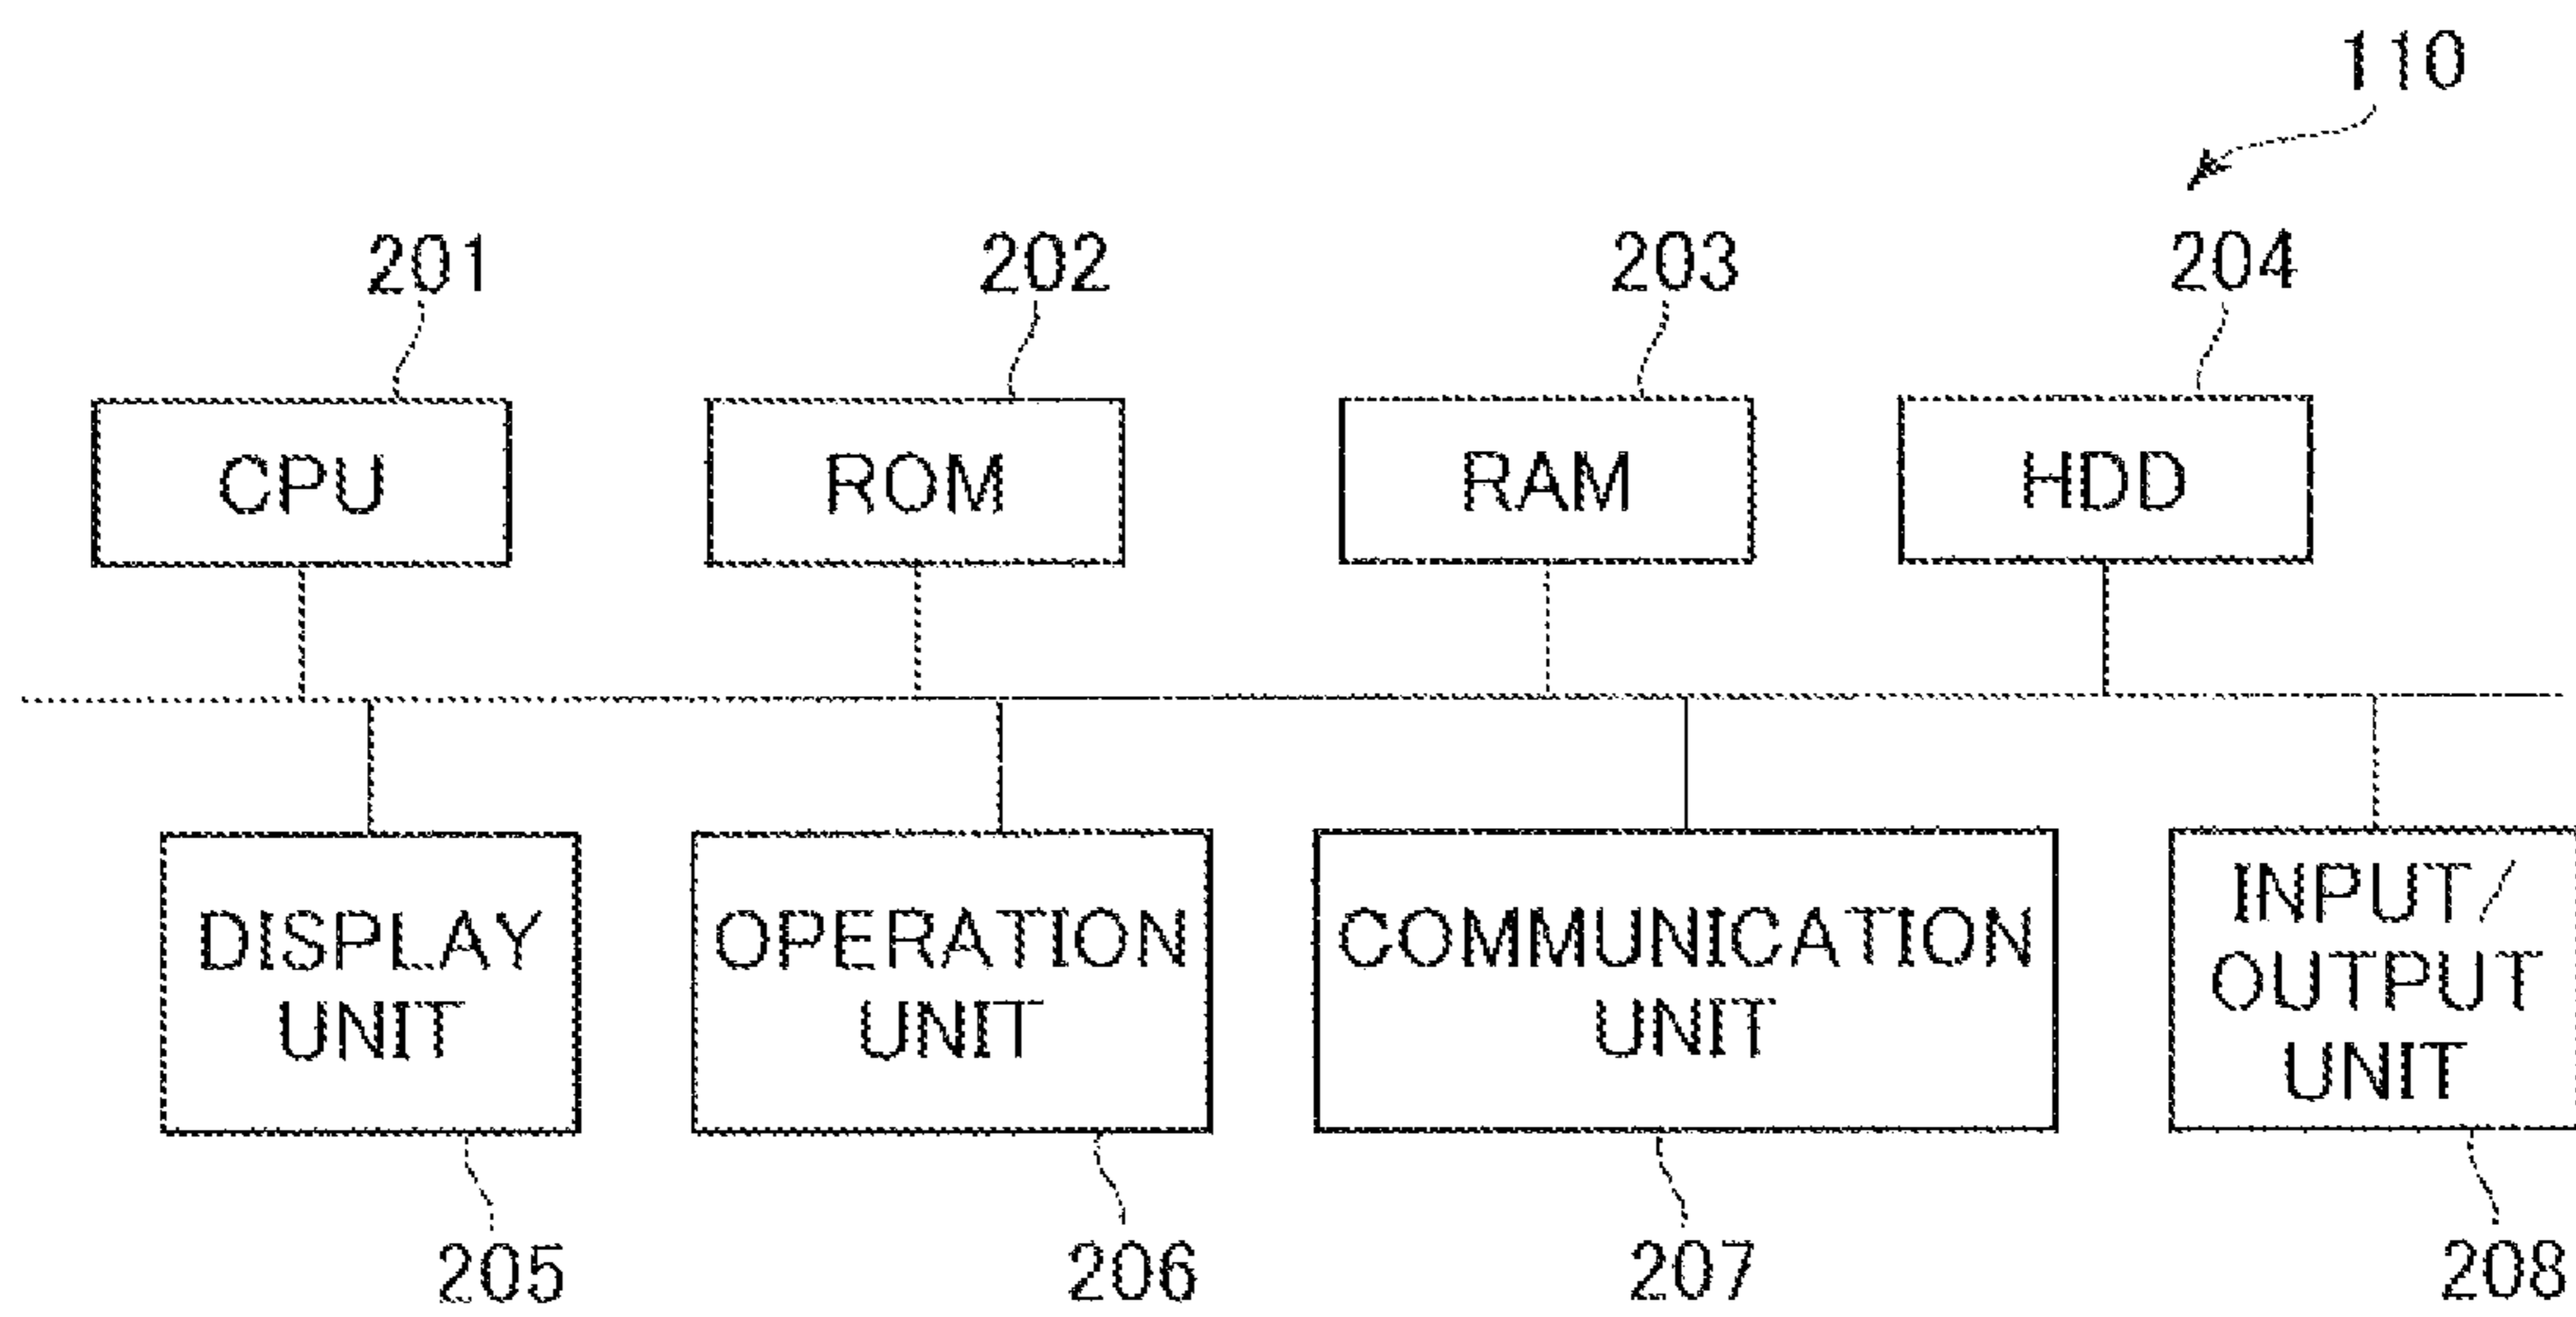 110
201
202
203
204
CPU
ROM
RAM
HDD
DISPLAY
UNIT
OPERATION
UNIT
COMMUNICATION
UNIT
INPUT/
OUTPUT
UNIT
205
206
207
208